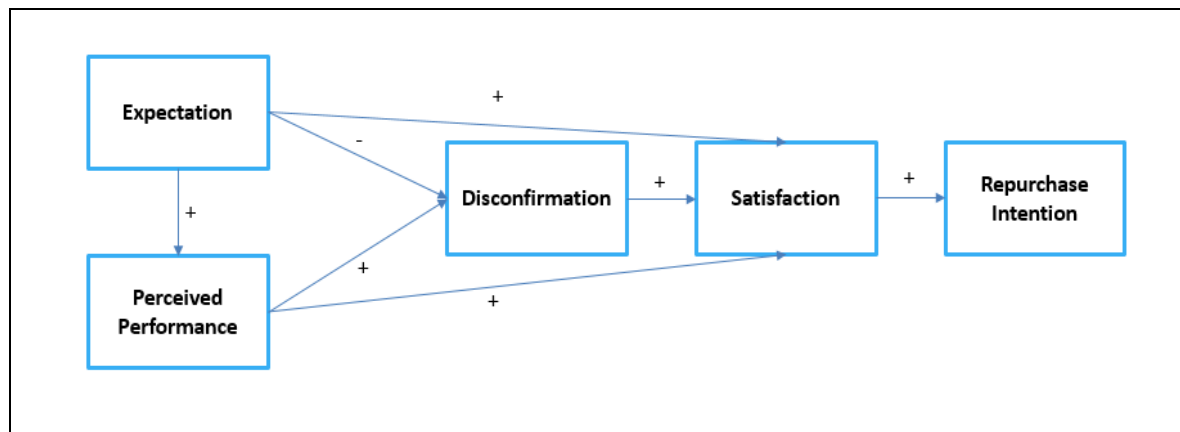 Expectation
+
-
Disconfirmation
+
Satisfaction
+
Repurchase
Intention
+
+
Perceived
Performance
+